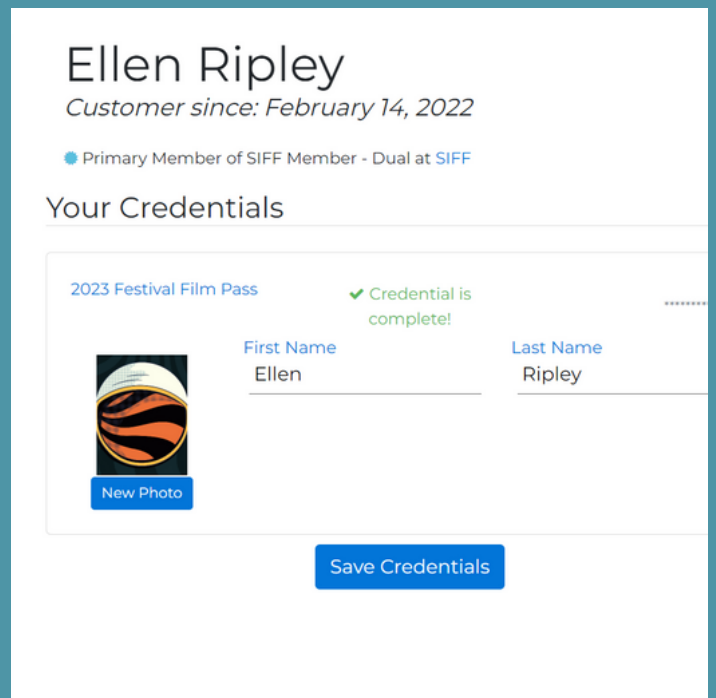 Ellen Ripley
Customer since: February 14, 2022
Primary Member of SIFF Member - Dual at SIFF
Your Credentials
2023 Festival Film Pass
Credential is
complete!
First Name
Last Name
Ellen
Ripley
New Photo
Save Credentials